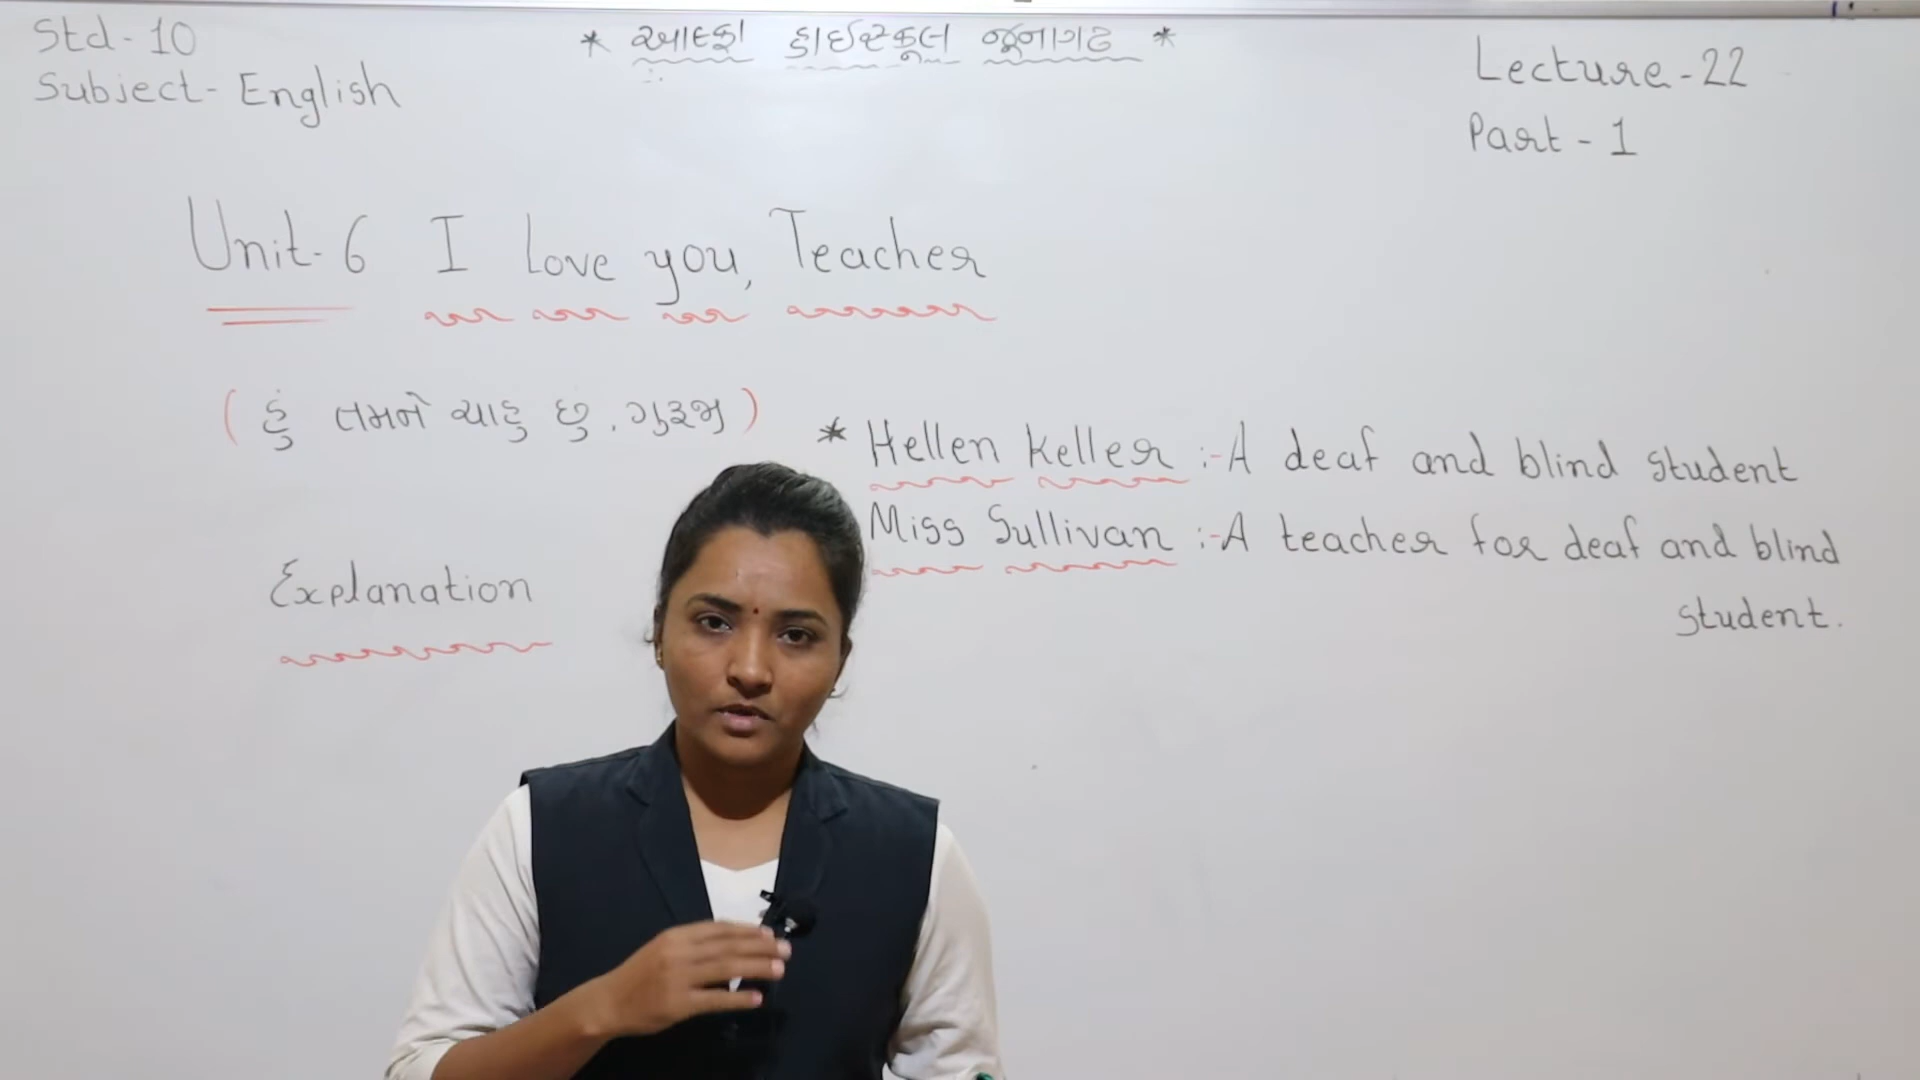 Std- 10
Subject- English
* આલ્ફા હાઈસ્કૂલ જૂનાગઢ *
Lecture-22
Part - 1
Unit-6 I Love you, Teacher
( હું તમને ચાહુ છુ, ગુરૂજી )
* Hellen Keller :-A deaf and blind student
Miss Sullivan :-A teacher for deaf and blind
student.
Explanation